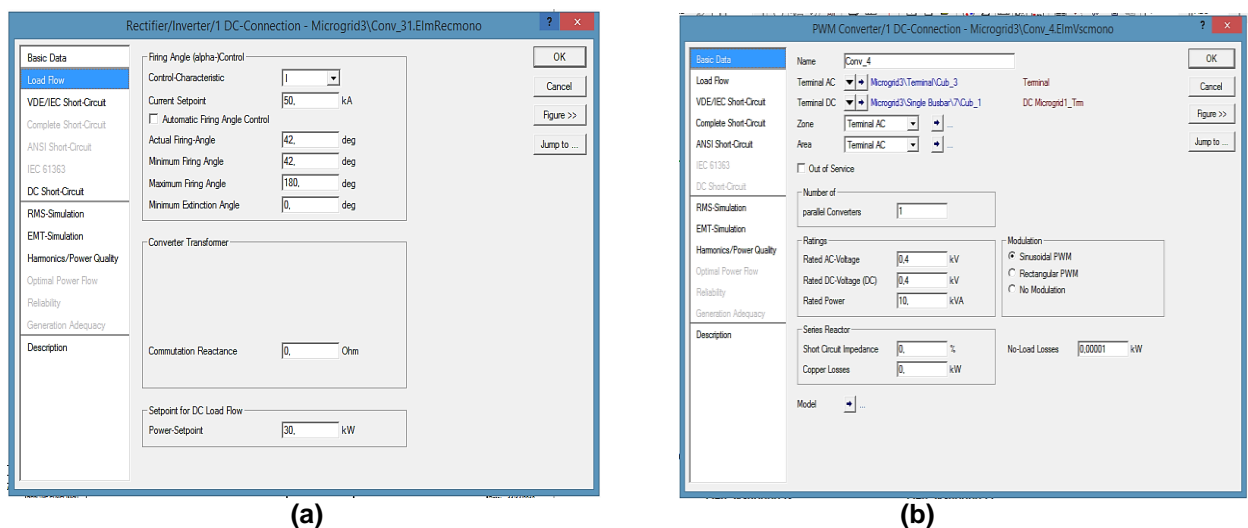 Rectifier/Inverter/1 DC-Connection - Microgrid3\Conv_31.ElmRecmono
?
×
Basic Data
Load Flow
VDE/IEC Short-Circuit
Complete Short-Circuit
ANSI Short-Circuit
IEC 61363
DC Short-Circuit
RMS-Simulation
EMT-Simulation
Harmonics/Power Quality
Optimal Power Flow
Reliability
Generation Adequacy
Description
Firing Angle (alpha-)Control
Control-Characteristic I
Current Setpoint 50, kA
Automatic Firing Angle Control
Actual Firing-Angle 42, deg
Minimum Firing Angle 42, deg
Maximum Firing Angle 180, deg
Minimum Extinction Angle 0, deg
Converter Transformer
Commutation Reactance 0, Ohm
Setpoint for DC Load Flow
Power-Setpoint 30, kW
OK
Cancel
Figure >>
Jump to ...
(a)
PWM Converter/1 DC-Connection - Microgrid3\Conv_4.ElmVscmono
?
×
Basic Data
Load Flow
VDE/IEC Short-Circuit
Complete Short-Circuit
ANSI Short-Circuit
IEC 61363
DC Short-Circuit
RMS-Simulation
EMT-Simulation
Harmonics/Power Quality
Optimal Power Flow
Reliability
Generation Adequacy
Description
Name Conv_4
Terminal AC Microgrid3\Terminal\Cub_3 Terminal
Terminal DC Microgrid3\Single Busbar\7\Cub_1 DC Microgrid1_Trm
Zone Terminal AC ...
Area Terminal AC ...
Out of Service
Number of
parallel Converters 1
Ratings
Rated AC-Voltage 0,4 kV
Rated DC-Voltage (DC) 0,4 kV
Rated Power 10, kVA
Modulation
Sinusoidal PWM
Rectangular PWM
No Modulation
Series Reactor
Short Circuit Impedance 0, %
Copper Losses 0, kW
No-Load Losses 0,00001 kW
Model ...
OK
Cancel
Figure >>
Jump to ...
(b)